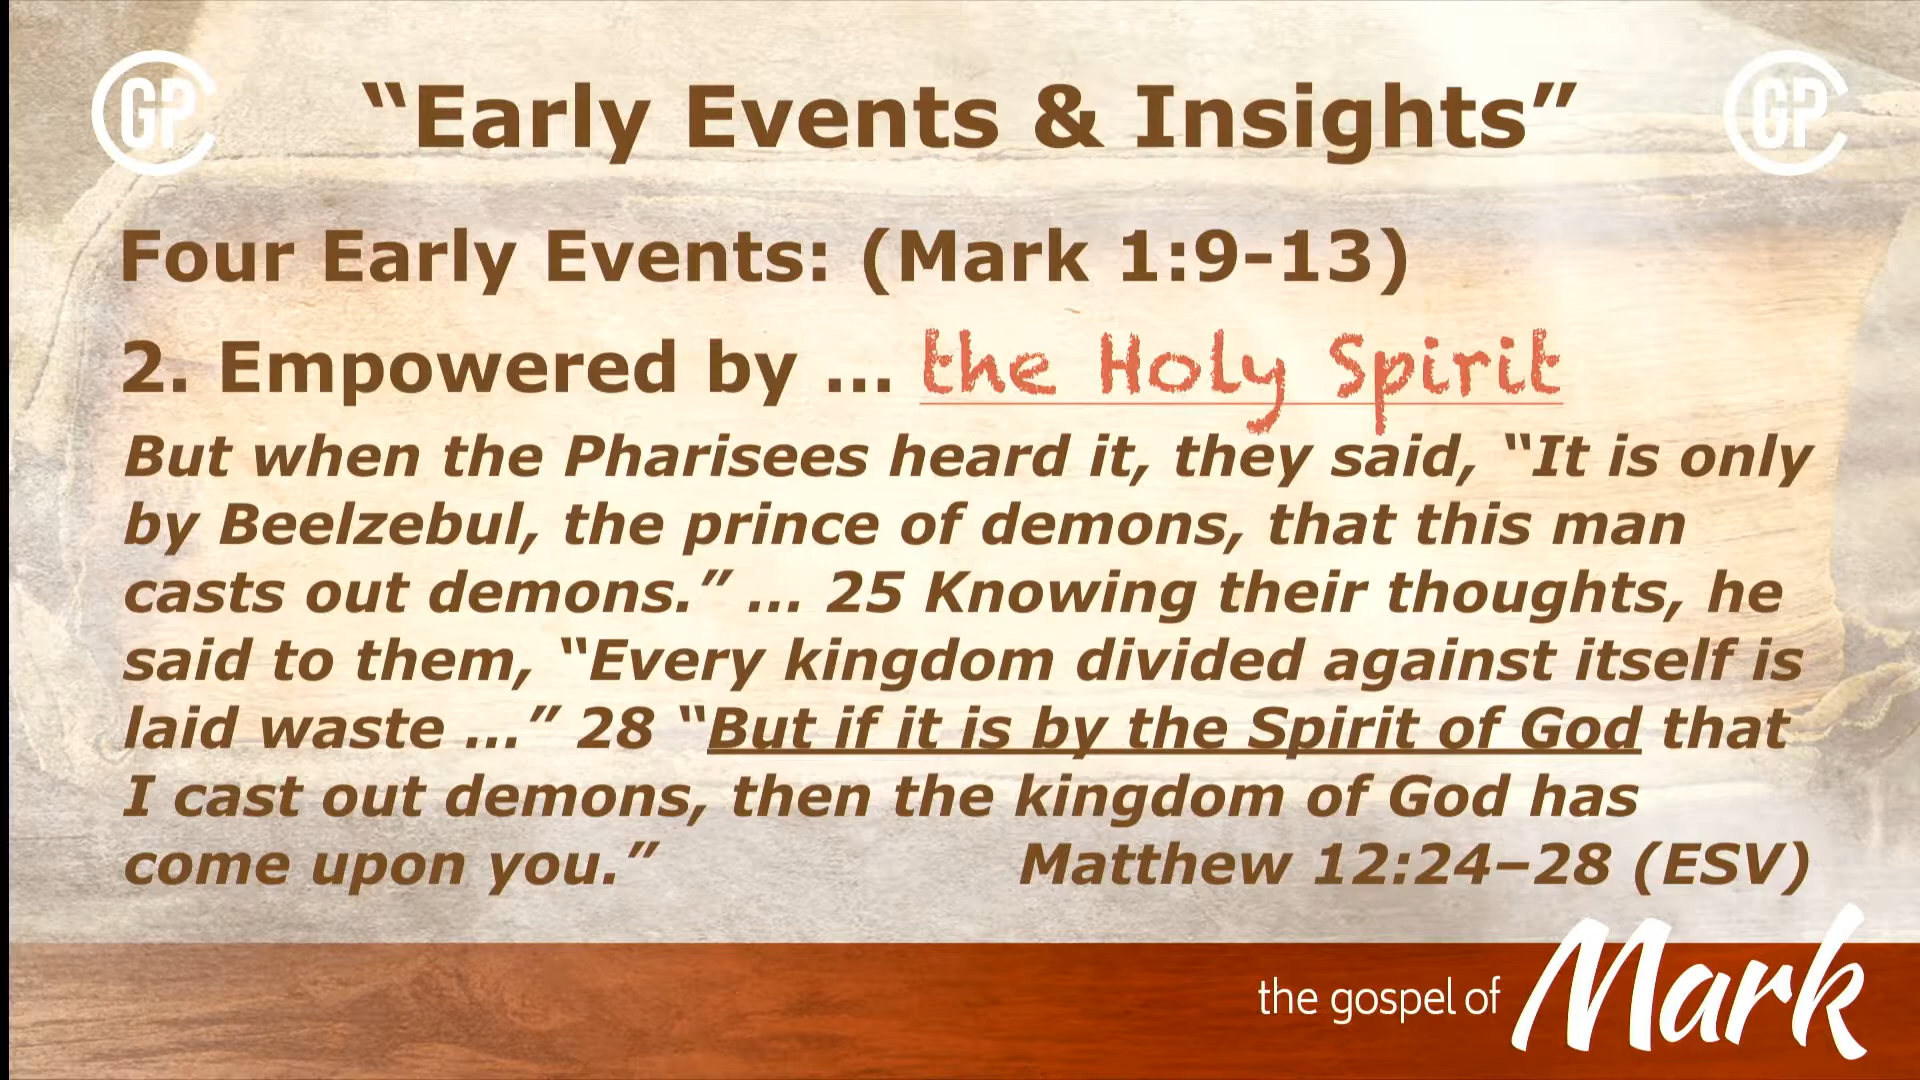 GPC
“Early Events & Insights”
GPC
Four Early Events: (Mark 1:9-13)
2. Empowered by ... the Holy Spirit
But when the Pharisees heard it, they said, “It is only
by Beelzebul, the prince of demons, that this man
casts out demons.” ... 25 Knowing their thoughts, he
said to them, “Every kingdom divided against itself is
laid waste ...” 28 “But if it is by the Spirit of God that
I cast out demons, then the kingdom of God has
come upon you.” Matthew 12:24–28 (ESV)
the gospel of Mark